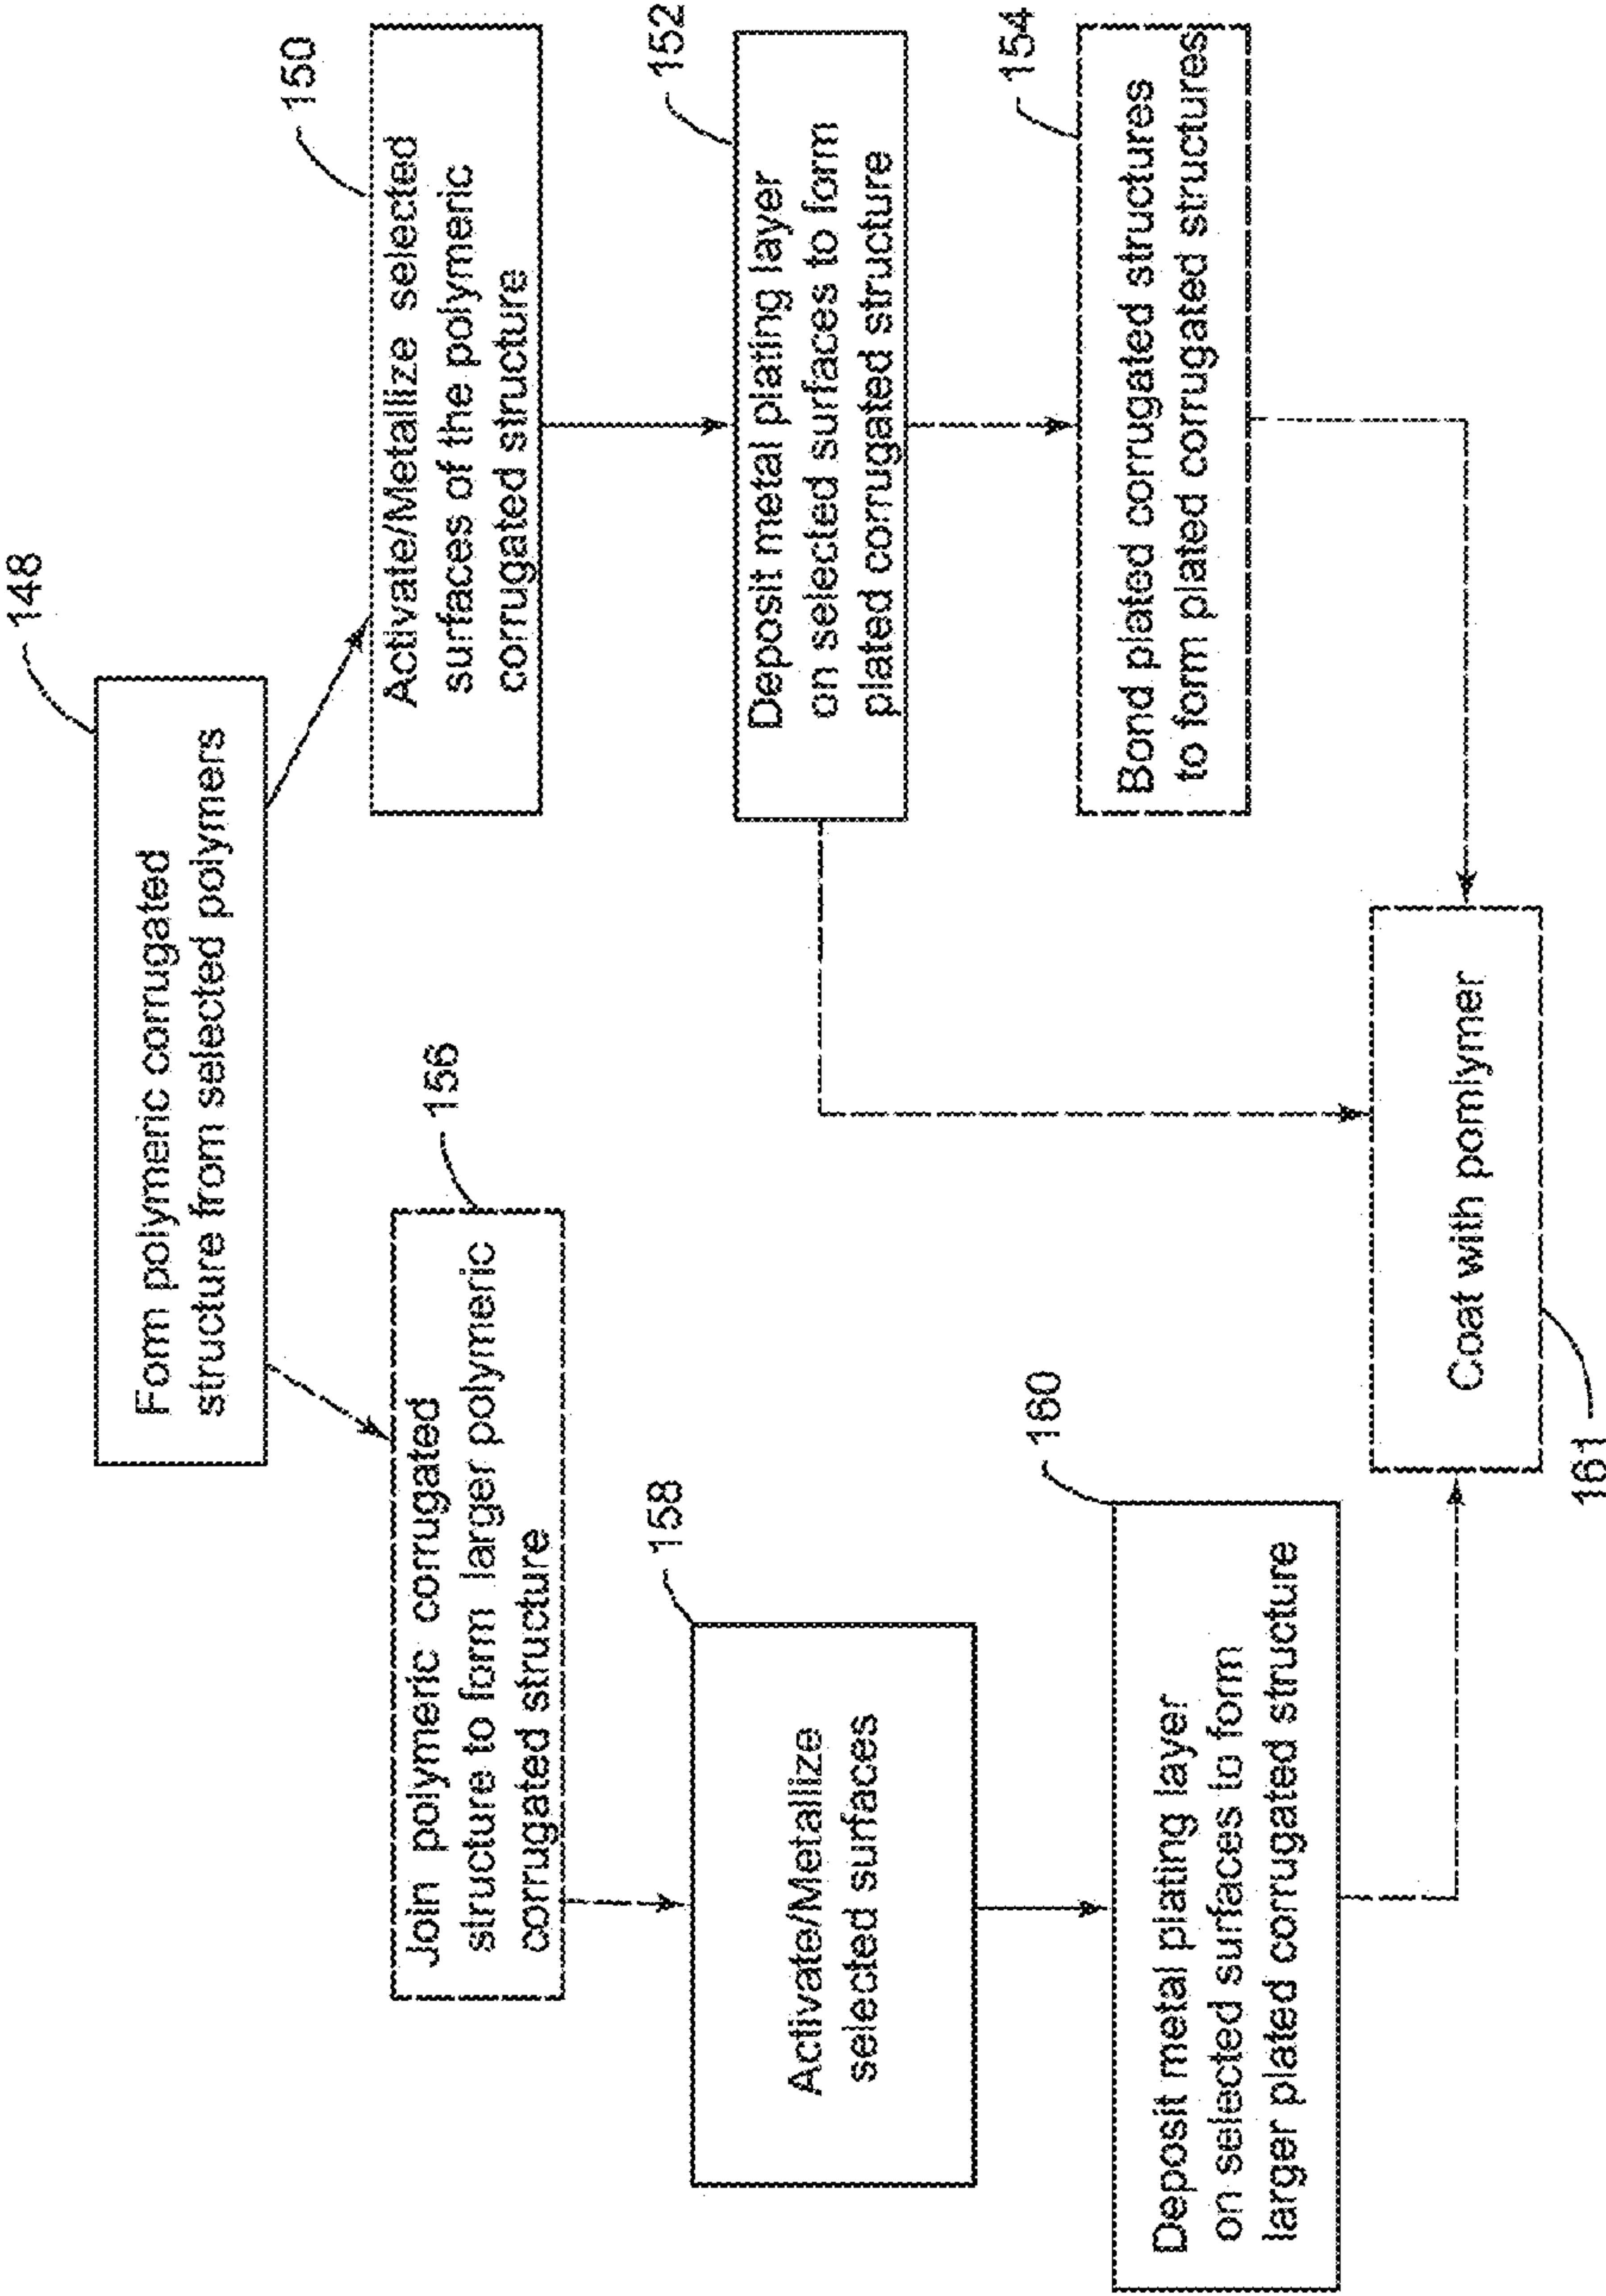 148
Form polymeric corrugated
structure from selected polymers
156
Join polymeric corrugated
structure to form larger polymeric
corrugated structure
150
Activate/Metallize selected
surfaces of the polymeric
corrugated structure
158
Activate/Metallize
selected surfaces
152
Deposit metal plating layer
on selected surfaces to form
plated corrugated structure
160
Deposit metal plating layer
on selected surfaces to form
larger plated corrugated structure
154
Bond plated corrugated structures
to form plated corrugated structures
Coat with pomlymer
161